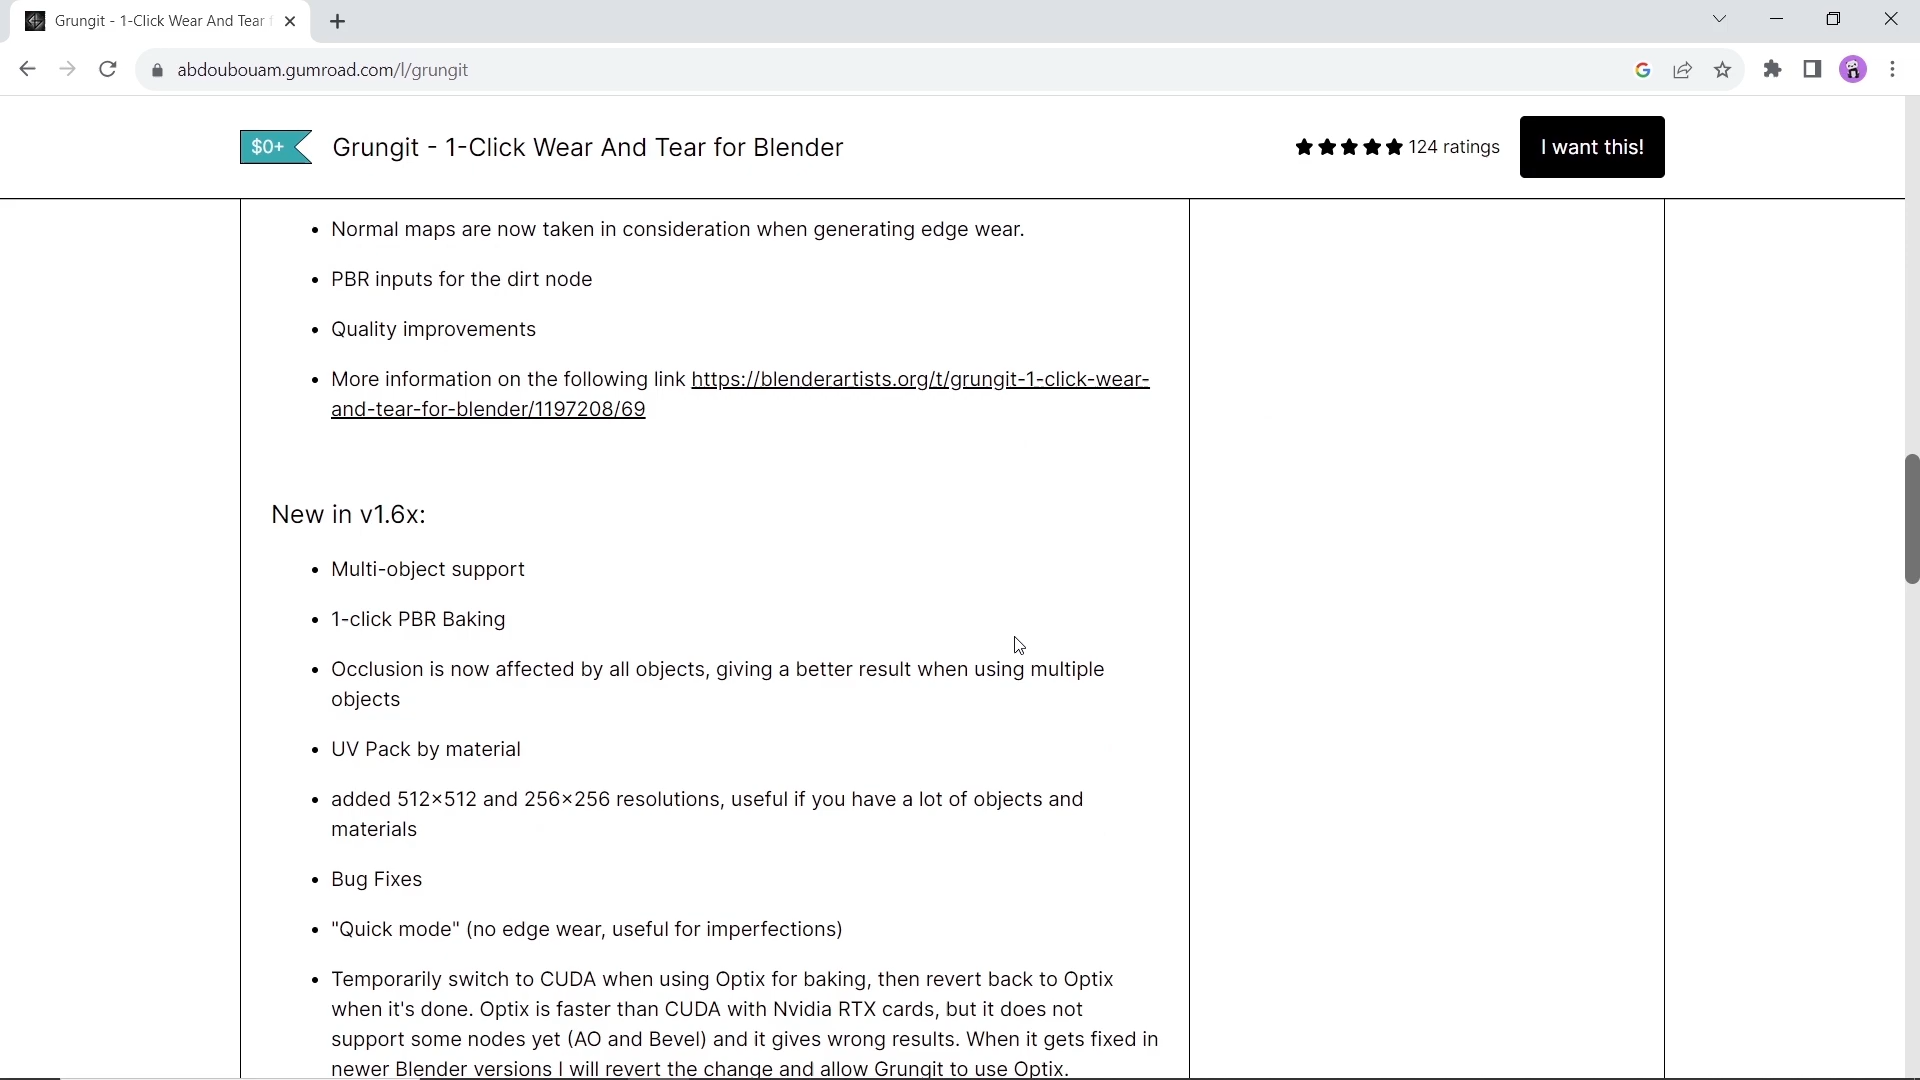 Grungit - 1-Click Wear And Tear f
abdoubouam.gumroad.com/l/grungit
$0+
Grungit - 1-Click Wear And Tear for Blender
124 ratings
I want this!
• Normal maps are now taken in consideration when generating edge wear.
• PBR inputs for the dirt node
• Quality improvements
• More information on the following link https://blenderartists.org/t/grungit-1-click-wear-
and-tear-for-blender/1197208/69
New in v1.6x:
• Multi-object support
• 1-click PBR Baking
• Occlusion is now affected by all objects, giving a better result when using multiple
objects
• UV Pack by material
• added 512×512 and 256×256 resolutions, useful if you have a lot of objects and
materials
• Bug Fixes
• "Quick mode" (no edge wear, useful for imperfections)
• Temporarily switch to CUDA when using Optix for baking, then revert back to Optix
when it's done. Optix is faster than CUDA with Nvidia RTX cards, but it does not
support some nodes yet (AO and Bevel) and it gives wrong results. When it gets fixed in
newer Blender versions I will revert the change and allow Grungit to use Optix.